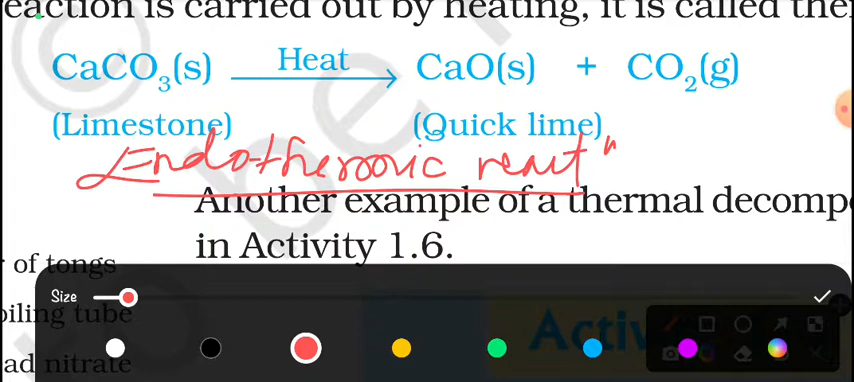 eaction is carried out by heating, it is called the
CaCO₃(s) Heat CaO(s) + CO₂(g)
(Limestone) (Quick lime)
Endothermic reactⁿ
Another example of a thermal decomp
in Activity 1.6.
of tongs
Size
oiling tube
Activ
ad nitrate